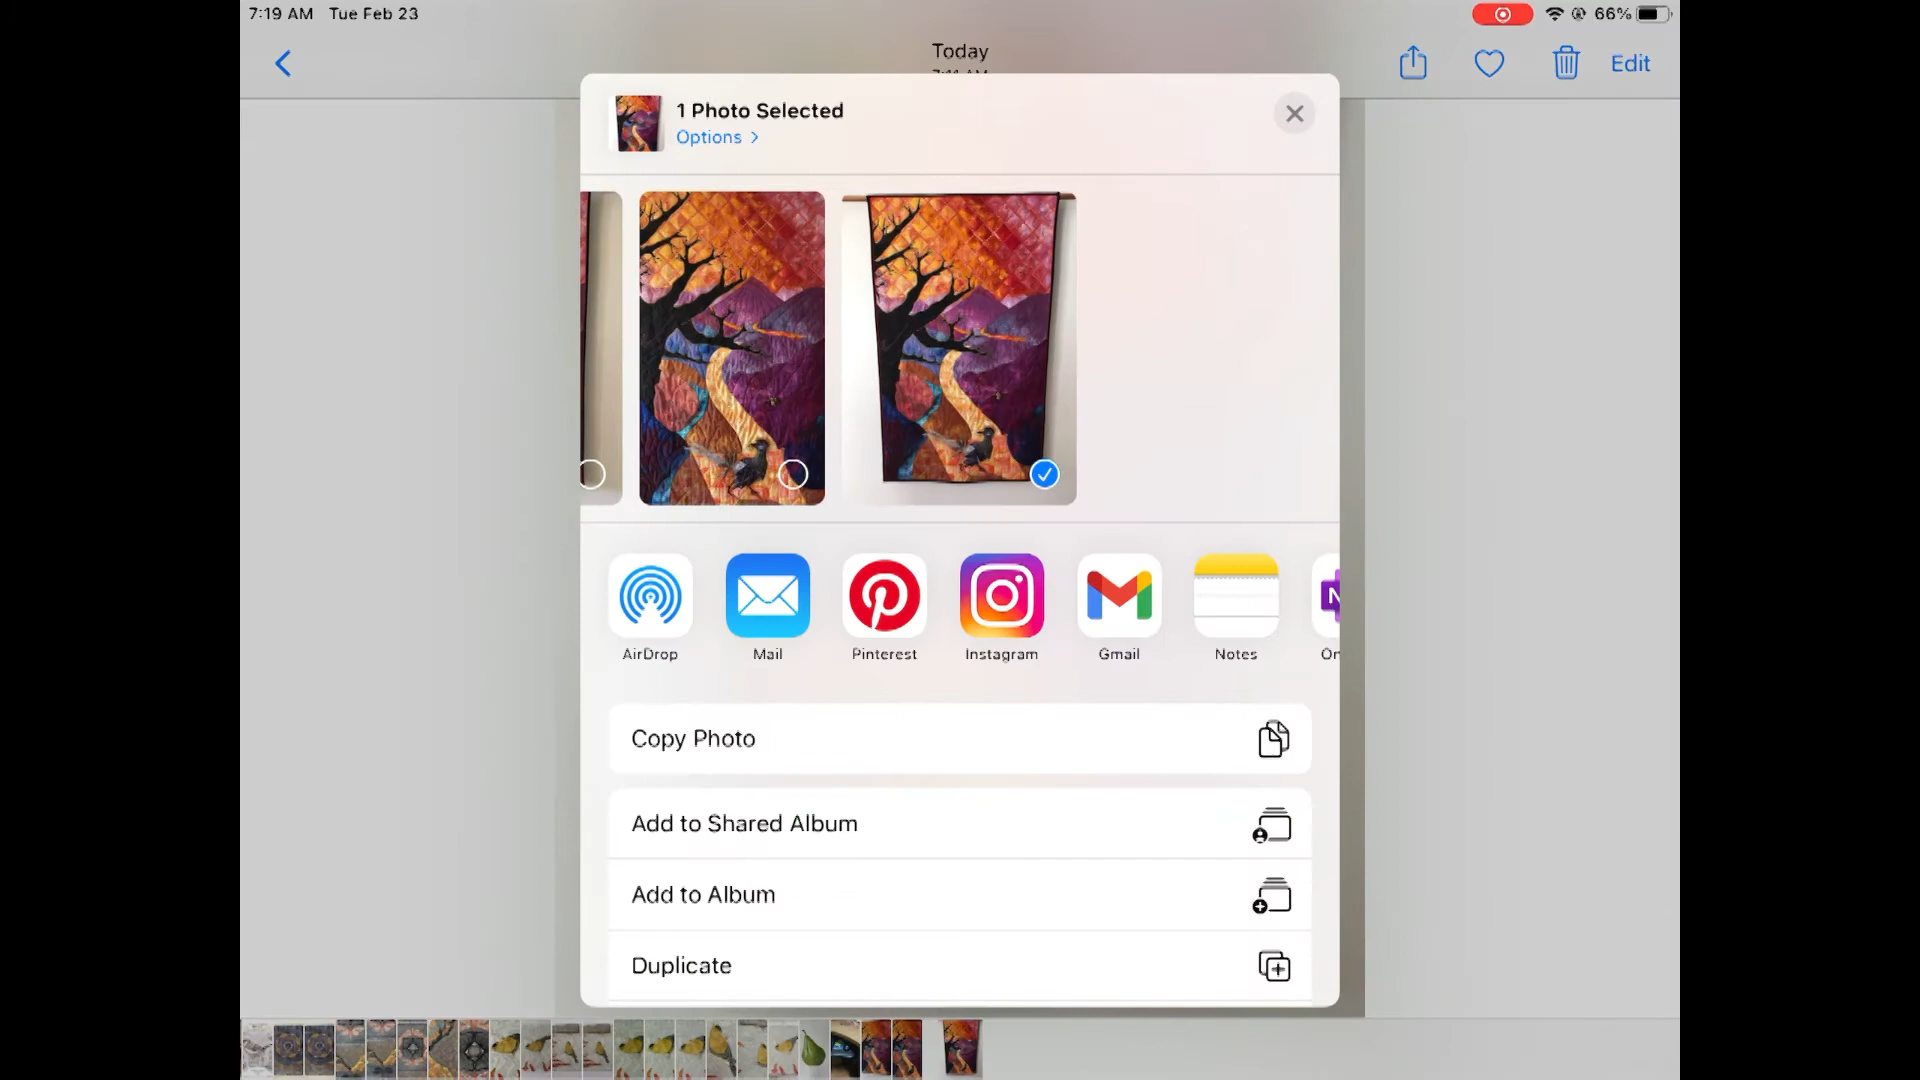 7:19 AM Tue Feb 23
66%
Today
Edit
1 Photo Selected
Options
AirDrop
Mail
Pinterest
Instagram
Gmail
Notes
Copy Photo
Add to Shared Album
Add to Album
Duplicate